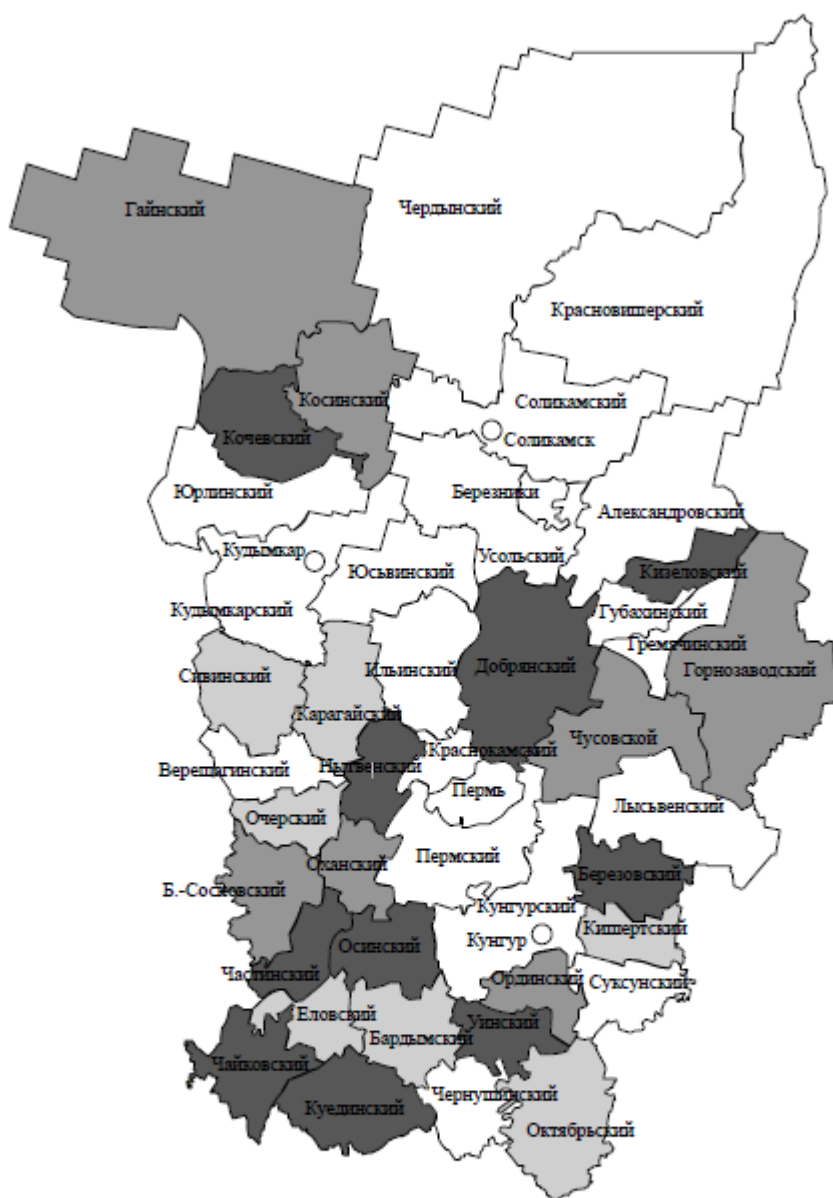 Гайнский
Чердынский
Красновишерский
Косинский
Соликамский
Кочевский
Соликамск
Юрлинский
Березники
Александровский
Кудымкар
Усольский
Юсьвинский
Кизеловский
Кудымкарский
Губахинский
Гремячинский
Сивинский
Ильинский
Добрянский
Горнозаводский
Карагайский
Краснокамский
Чусовской
Верещагинский
Нытвенский
Пермь
Лысьвенский
Очерский
Оханский
Пермский
Березовский
Б.-Сосновский
Кунгурский
Кишертский
Осинский
Кунгур
Частинский
Ординский
Суксунский
Еловский
Уинский
Бардымский
Чайковский
Чернушинский
Куединский
Октябрьский